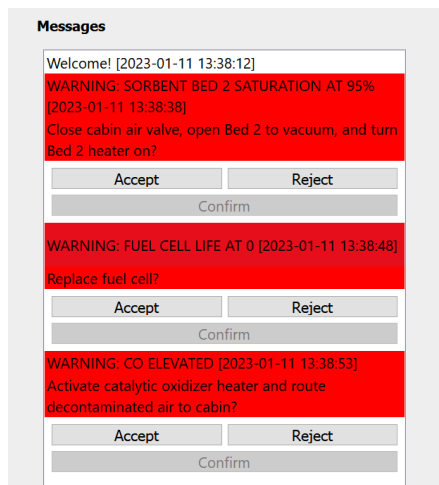 Messages
Welcome! [2023-01-11 13:38:12]
WARNING: SORBENT BED 2 SATURATION AT 95%
[2023-01-11 13:38:38]
Close cabin air valve, open Bed 2 to vacuum, and turn
Bed 2 heater on?
Accept Reject
Confirm
WARNING: FUEL CELL LIFE AT 0 [2023-01-11 13:38:48]
Replace fuel cell?
Accept Reject
Confirm
WARNING: CO ELEVATED [2023-01-11 13:38:53]
Activate catalytic oxidizer heater and route
decontaminated air to cabin?
Accept Reject
Confirm